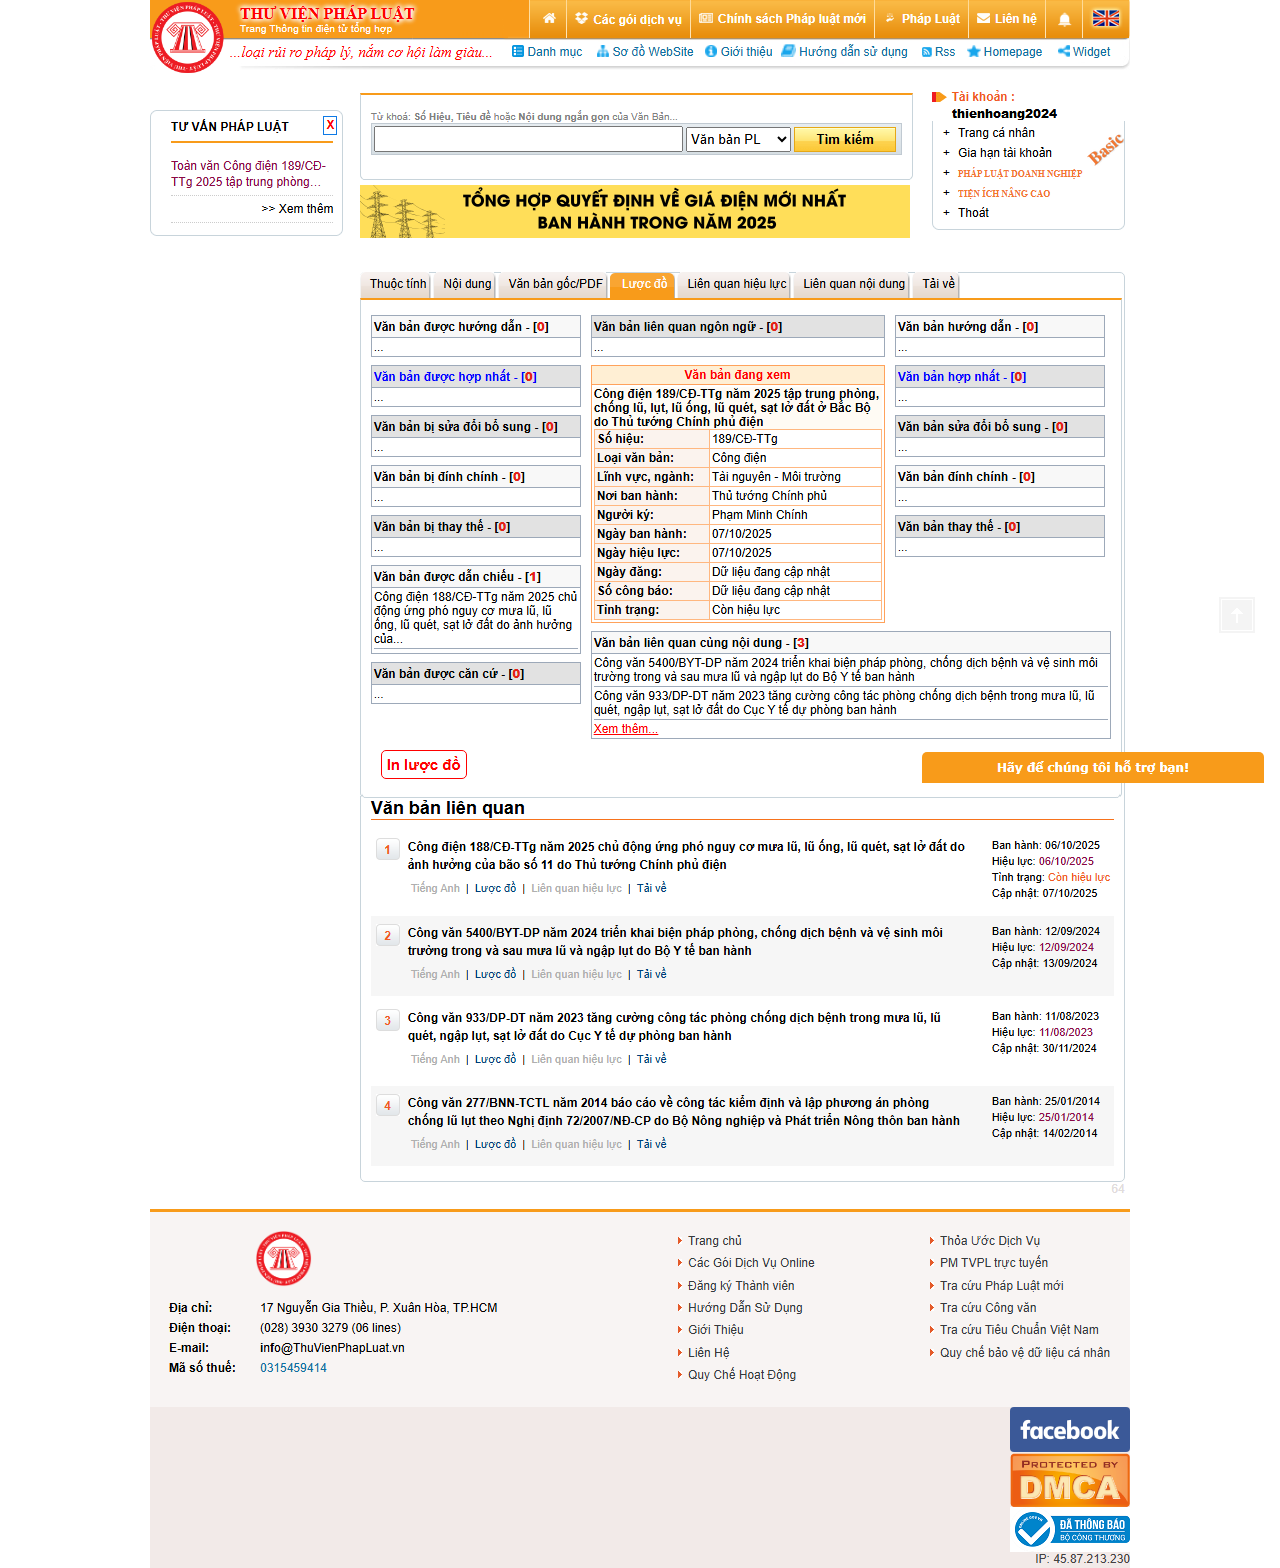 THƯ VIỆN PHÁP LUẬT
Trang Thông tin điện tử tổng hợp
Các gói dịch vụ
Chính sách Pháp luật mới
Pháp Luật
Liên hệ
...loại rủi ro pháp lý, nắm cơ hội làm giàu...
Danh mục
Sơ đồ WebSite
Giới thiệu
Hướng dẫn sử dụng
Rss
Homepage
Widget
TƯ VẤN PHÁP LUẬT
X
Toàn văn Công điện 189/CĐ-
TTg 2025 tập trung phòng…
>> Xem thêm
Từ khoá: Số Hiệu, Tiêu đề hoặc Nội dung ngắn gọn của Văn Bản...
Văn bản PL
Tìm kiếm
TỔNG HỢP QUYẾT ĐỊNH VỀ GIÁ ĐIỆN MỚI NHẤT
BAN HÀNH TRONG NĂM 2025
Tài khoản :
thienhoang2024
Basic
+ Trang cá nhân
+ Gia hạn tài khoản
+ PHÁP LUẬT DOANH NGHIỆP
+ TIỆN ÍCH NÂNG CAO
+ Thoát
Thuộc tính
Nội dung
Văn bản gốc/PDF
Lược đồ
Liên quan hiệu lực
Liên quan nội dung
Tải về
Văn bản được hướng dẫn - [0]
...
Văn bản được hợp nhất - [0]
...
Văn bản bị sửa đổi bổ sung - [0]
...
Văn bản bị đính chính - [0]
...
Văn bản bị thay thế - [0]
...
Văn bản được dẫn chiếu - [1]
Công điện 188/CĐ-TTg năm 2025 chủ
động ứng phó nguy cơ mưa lũ, lũ
ống, lũ quét, sạt lở đất do ảnh hưởng
của...
Văn bản được căn cứ - [0]
...
Văn bản liên quan ngôn ngữ - [0]
...
Văn bản đang xem
Công điện 189/CĐ-TTg năm 2025 tập trung phòng,
chống lũ, lụt, lũ ống, lũ quét, sạt lở đất ở Bắc Bộ
do Thủ tướng Chính phủ điện
Số hiệu: 189/CĐ-TTg
Loại văn bản: Công điện
Lĩnh vực, ngành: Tài nguyên - Môi trường
Nơi ban hành: Thủ tướng Chính phủ
Người ký: Phạm Minh Chính
Ngày ban hành: 07/10/2025
Ngày hiệu lực: 07/10/2025
Ngày đăng: Dữ liệu đang cập nhật
Số công báo: Dữ liệu đang cập nhật
Tình trạng: Còn hiệu lực
Văn bản hướng dẫn - [0]
...
Văn bản hợp nhất - [0]
...
Văn bản sửa đổi bổ sung - [0]
...
Văn bản đính chính - [0]
...
Văn bản thay thế - [0]
...
Văn bản liên quan cùng nội dung - [3]
Công văn 5400/BYT-DP năm 2024 triển khai biện pháp phòng, chống dịch bệnh và vệ sinh môi
trường trong và sau mưa lũ và ngập lụt do Bộ Y tế ban hành
Công văn 933/DP-DT năm 2023 tăng cường công tác phòng chống dịch bệnh trong mưa lũ, lũ
quét, ngập lụt, sạt lở đất do Cục Y tế dự phòng ban hành
Xem thêm...
In lược đồ
Hãy để chúng tôi hỗ trợ bạn!
Văn bản liên quan
1
Công điện 188/CĐ-TTg năm 2025 chủ động ứng phó nguy cơ mưa lũ, lũ ống, lũ quét, sạt lở đất do
ảnh hưởng của bão số 11 do Thủ tướng Chính phủ điện
Tiếng Anh | Lược đồ | Liên quan hiệu lực | Tải về
Ban hành: 06/10/2025
Hiệu lực: 06/10/2025
Tình trạng: Còn hiệu lực
Cập nhật: 07/10/2025
2
Công văn 5400/BYT-DP năm 2024 triển khai biện pháp phòng, chống dịch bệnh và vệ sinh môi
trường trong và sau mưa lũ và ngập lụt do Bộ Y tế ban hành
Tiếng Anh | Lược đồ | Liên quan hiệu lực | Tải về
Ban hành: 12/09/2024
Hiệu lực: 12/09/2024
Cập nhật: 13/09/2024
3
Công văn 933/DP-DT năm 2023 tăng cường công tác phòng chống dịch bệnh trong mưa lũ, lũ
quét, ngập lụt, sạt lở đất do Cục Y tế dự phòng ban hành
Tiếng Anh | Lược đồ | Liên quan hiệu lực | Tải về
Ban hành: 11/08/2023
Hiệu lực: 11/08/2023
Cập nhật: 30/11/2024
4
Công văn 277/BNN-TCTL năm 2014 báo cáo về công tác kiểm định và lập phương án phòng
chống lũ lụt theo Nghị định 72/2007/NĐ-CP do Bộ Nông nghiệp và Phát triển Nông thôn ban hành
Tiếng Anh | Lược đồ | Liên quan hiệu lực | Tải về
Ban hành: 25/01/2014
Hiệu lực: 25/01/2014
Cập nhật: 14/02/2014
64
Địa chỉ: 17 Nguyễn Gia Thiều, P. Xuân Hòa, TP.HCM
Điện thoại: (028) 3930 3279 (06 lines)
E-mail: info@ThuVienPhapLuat.vn
Mã số thuế: 0315459414
Trang chủ
Các Gói Dịch Vụ Online
Đăng ký Thành viên
Hướng Dẫn Sử Dụng
Giới Thiệu
Liên Hệ
Quy Chế Hoạt Động
Thỏa Ước Dịch Vụ
PM TVPL trực tuyến
Tra cứu Pháp Luật mới
Tra cứu Công văn
Tra cứu Tiêu Chuẩn Việt Nam
Quy chế bảo vệ dữ liệu cá nhân
facebook
PROTECTED BY
DMCA
ĐÃ THÔNG BÁO
BỘ CÔNG THƯƠNG
IP: 45.87.213.230